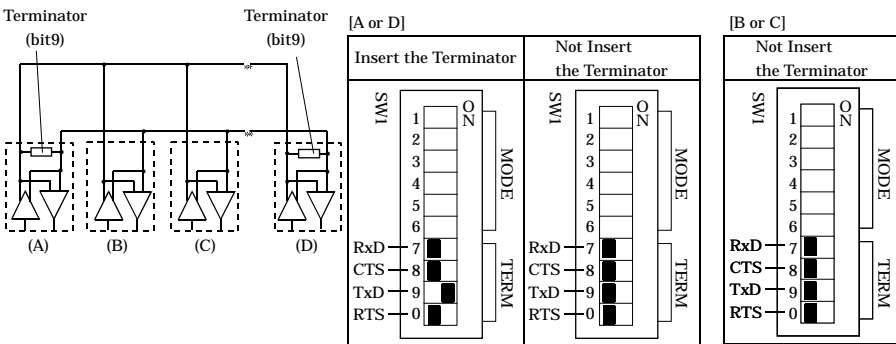 Terminator
(bit9)
Terminator
(bit9)
(A)
(B)
(C)
(D)
[A or D]
Insert the Terminator
Not Insert
the Terminator
SW1
ON
1
2
3
4
5
6
RxD 7
CTS 8
TxD 9
RTS 0
MODE
TERM
SW1
ON
1
2
3
4
5
6
RxD 7
CTS 8
TxD 9
RTS 0
MODE
TERM
[B or C]
Not Insert
the Terminator
SW1
ON
1
2
3
4
5
6
RxD 7
CTS 8
TxD 9
RTS 0
MODE
TERM